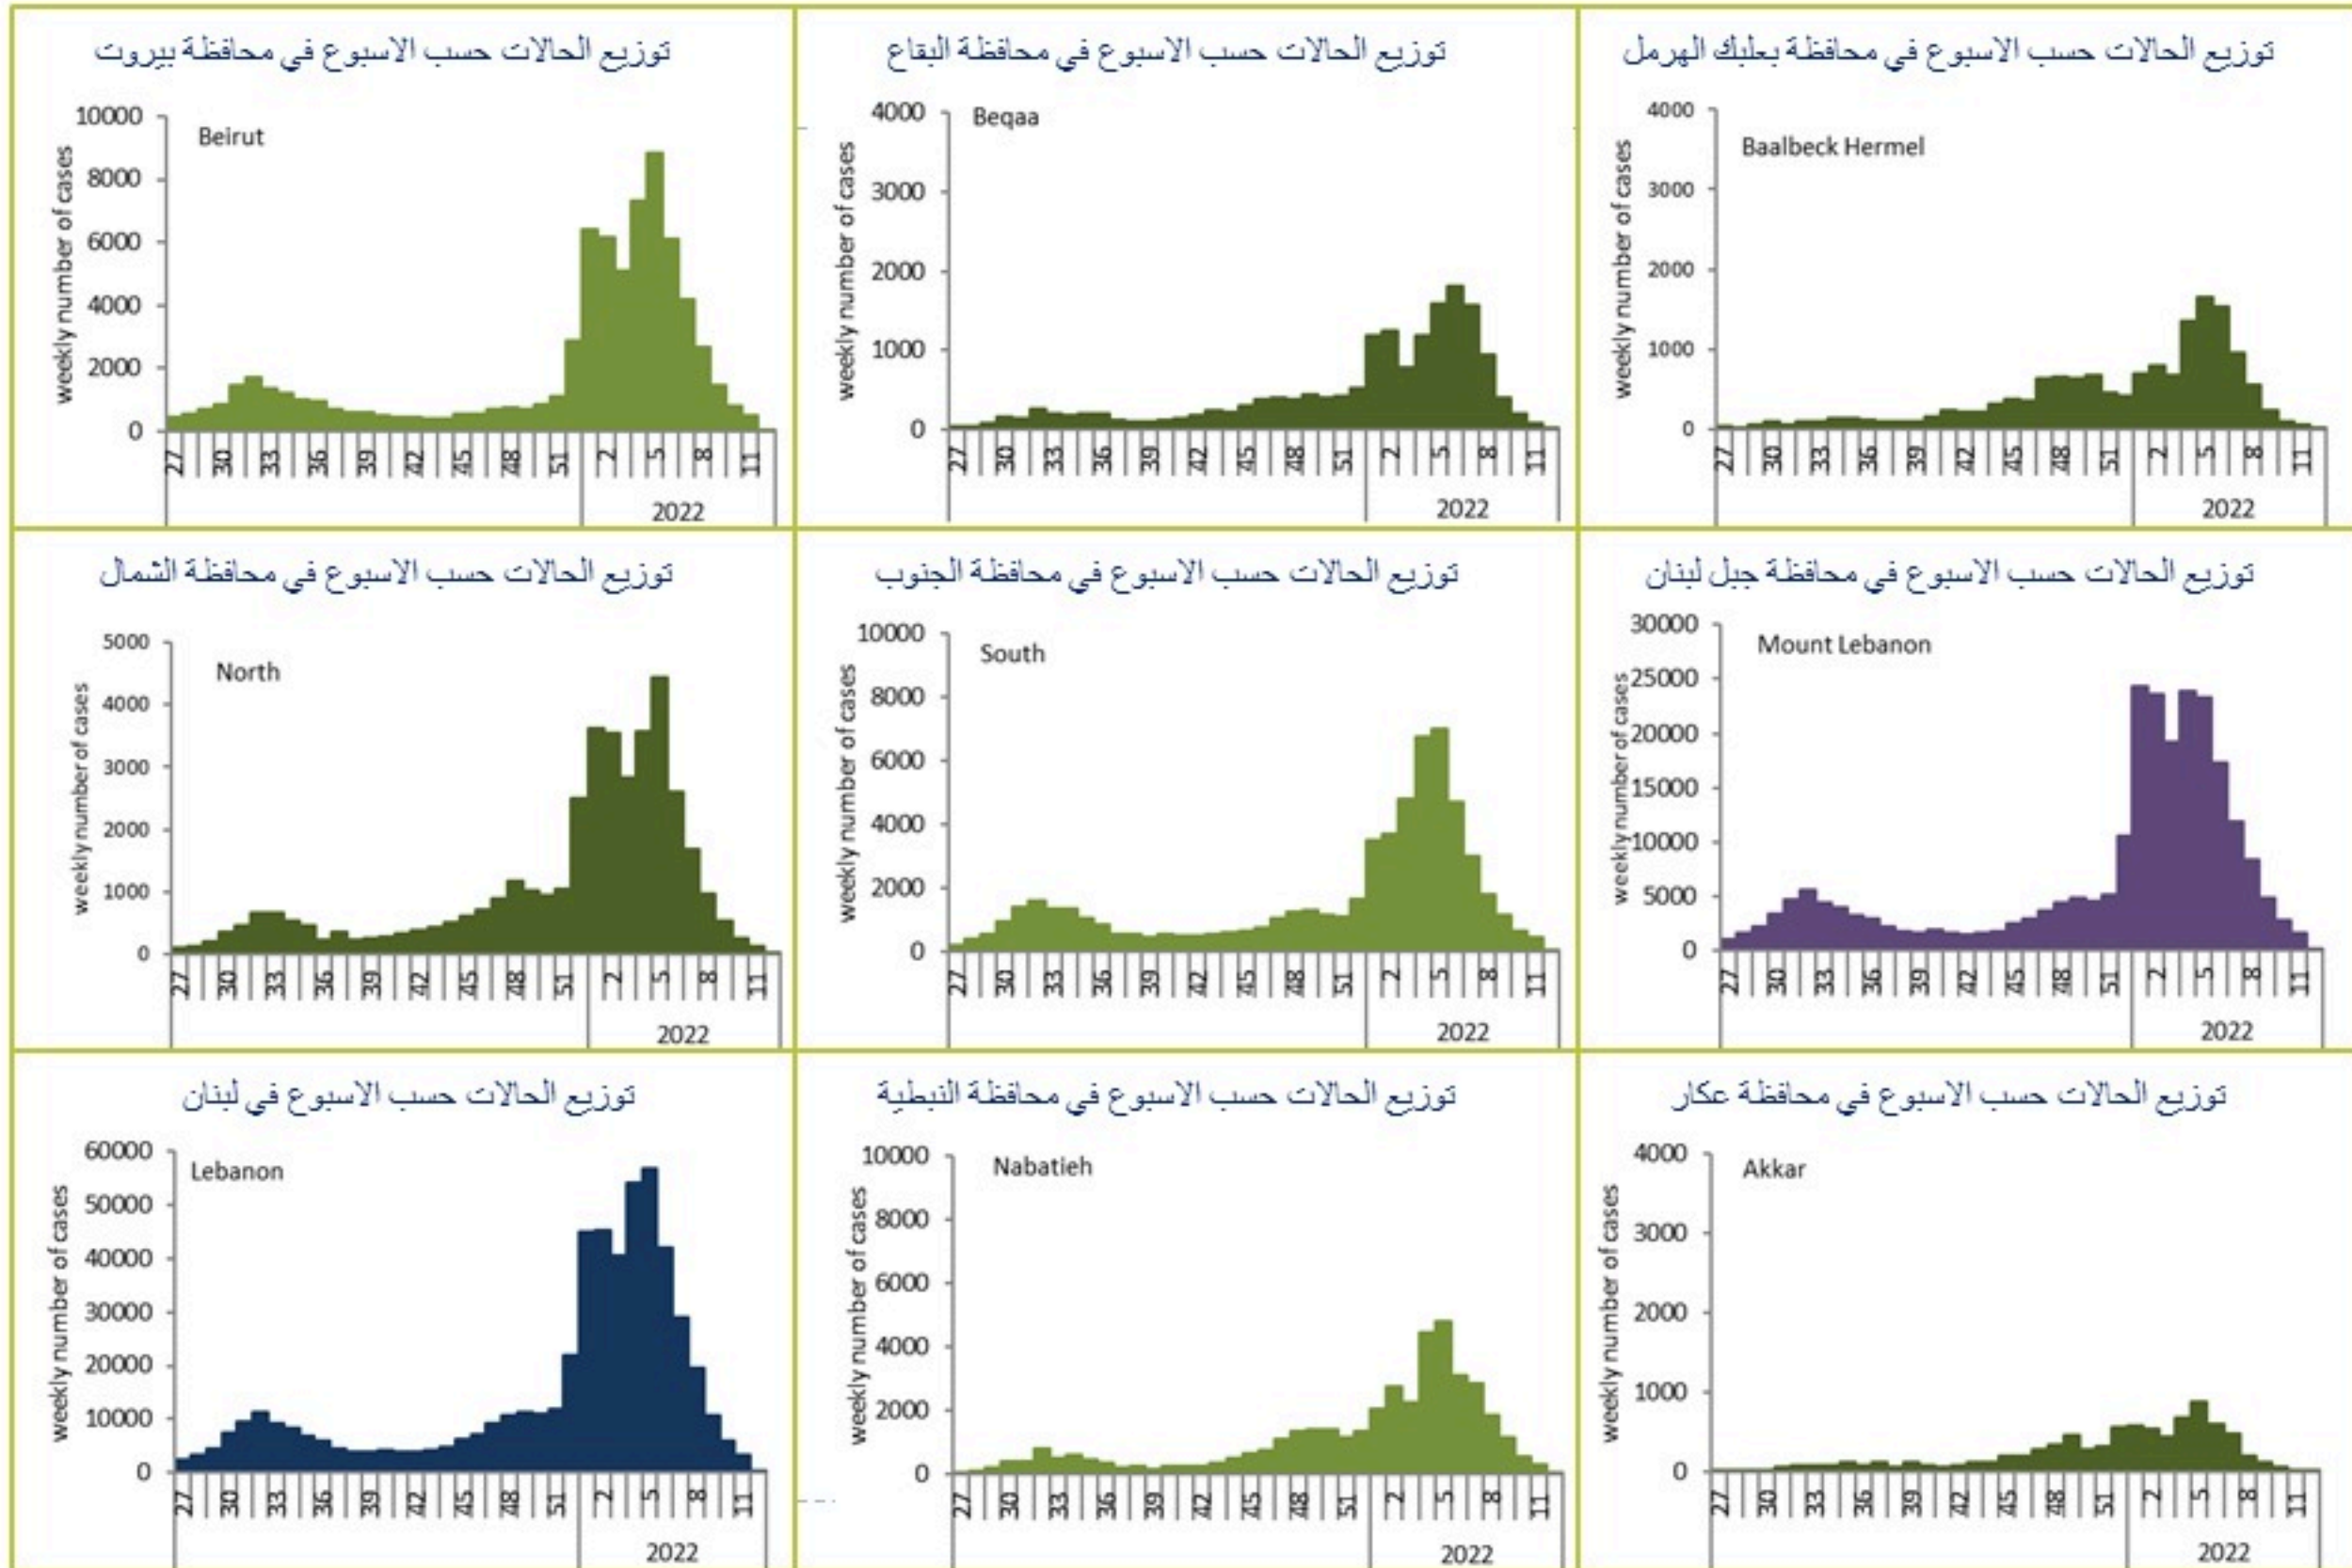 توزيع الحالات حسب الاسبوع في محافظة بيروت
Beirut
weekly number of cases
10000
8000
6000
4000
2000
0
27 30 33 36 39 42 45 48 51 2 5 8 11
2022
توزيع الحالات حسب الاسبوع في محافظة البقاع
Beqaa
weekly number of cases
4000
3000
2000
1000
0
27 30 33 36 39 42 45 48 51 2 5 8 11
2022
توزيع الحالات حسب الاسبوع في محافظة بعلبك الهرمل
Baalbeck Hermel
weekly number of cases
4000
3000
2000
1000
0
27 30 33 36 39 42 45 48 51 2 5 8 11
2022
توزيع الحالات حسب الاسبوع في محافظة الشمال
North
weekly number of cases
5000
4000
3000
2000
1000
0
27 30 33 36 39 42 45 48 51 2 5 8 11
2022
توزيع الحالات حسب الاسبوع في محافظة الجنوب
South
weekly number of cases
10000
8000
6000
4000
2000
0
27 30 33 36 39 42 45 48 51 2 5 8 11
2022
توزيع الحالات حسب الاسبوع في محافظة جبل لبنان
Mount Lebanon
weekly number of cases
30000
25000
20000
15000
10000
5000
0
27 30 33 36 39 42 45 48 51 2 5 8 11
2022
توزيع الحالات حسب الاسبوع في لبنان
Lebanon
weekly number of cases
60000
50000
40000
30000
20000
10000
0
27 30 33 36 39 42 45 48 51 2 5 8 11
2022
توزيع الحالات حسب الاسبوع في محافظة النبطية
Nabatieh
weekly number of cases
10000
8000
6000
4000
2000
0
27 30 33 36 39 42 45 48 51 2 5 8 11
2022
توزيع الحالات حسب الاسبوع في محافظة عكار
Akkar
weekly number of cases
4000
3000
2000
1000
0
27 30 33 36 39 42 45 48 51 2 5 8 11
2022